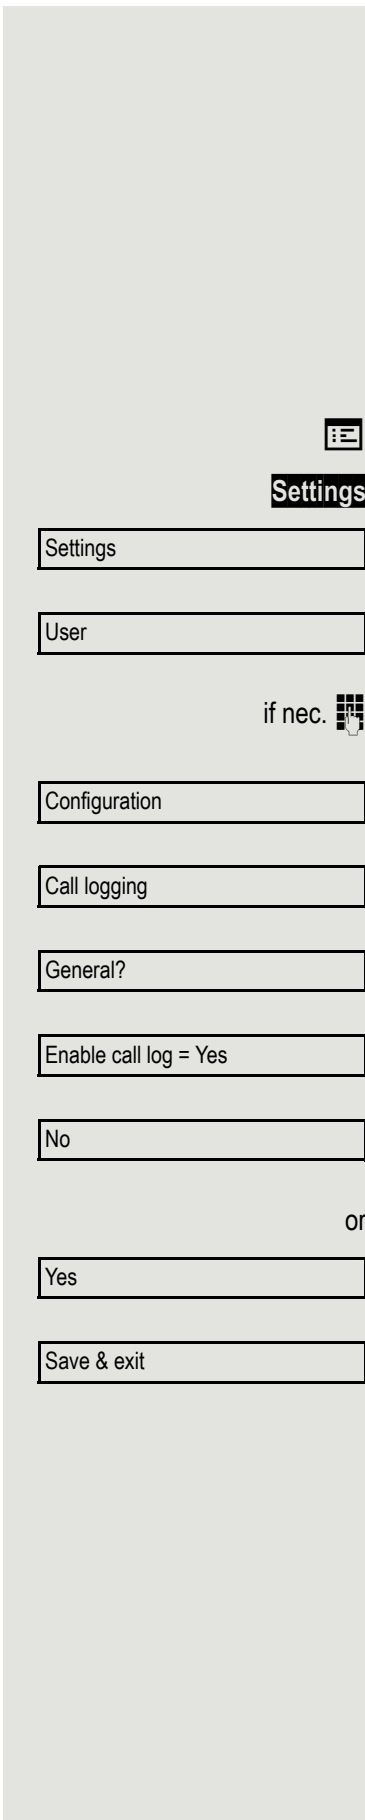 Settings
Settings
User
if nec.
Configuration
Call logging
General?
Enable call log = Yes
No
or
Yes
Save & exit